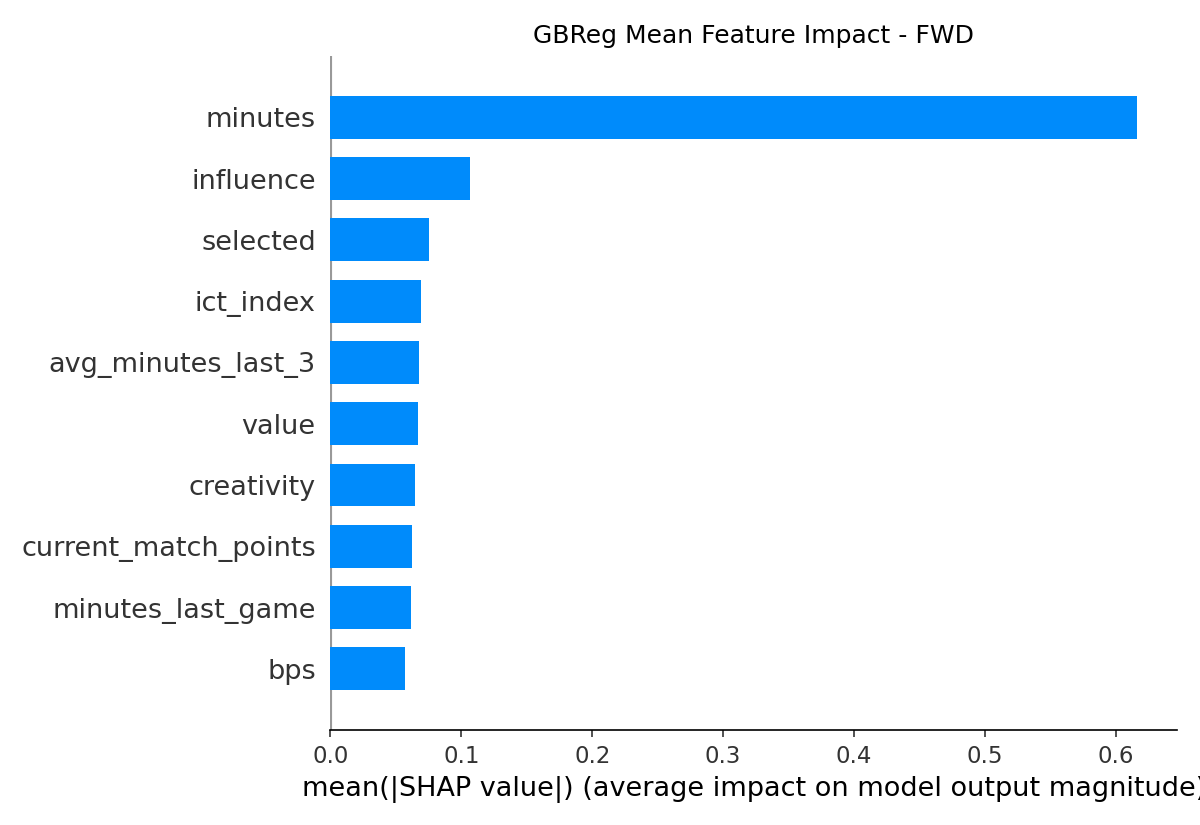 GBReg Mean Feature Impact - FWD
minutes
influence
selected
ict_index
avg_minutes_last_3
value
creativity
current_match_points
minutes_last_game
bps
0.0 0.1 0.2 0.3 0.4 0.5 0.6
mean(|SHAP value|) (average impact on model output magnitude)